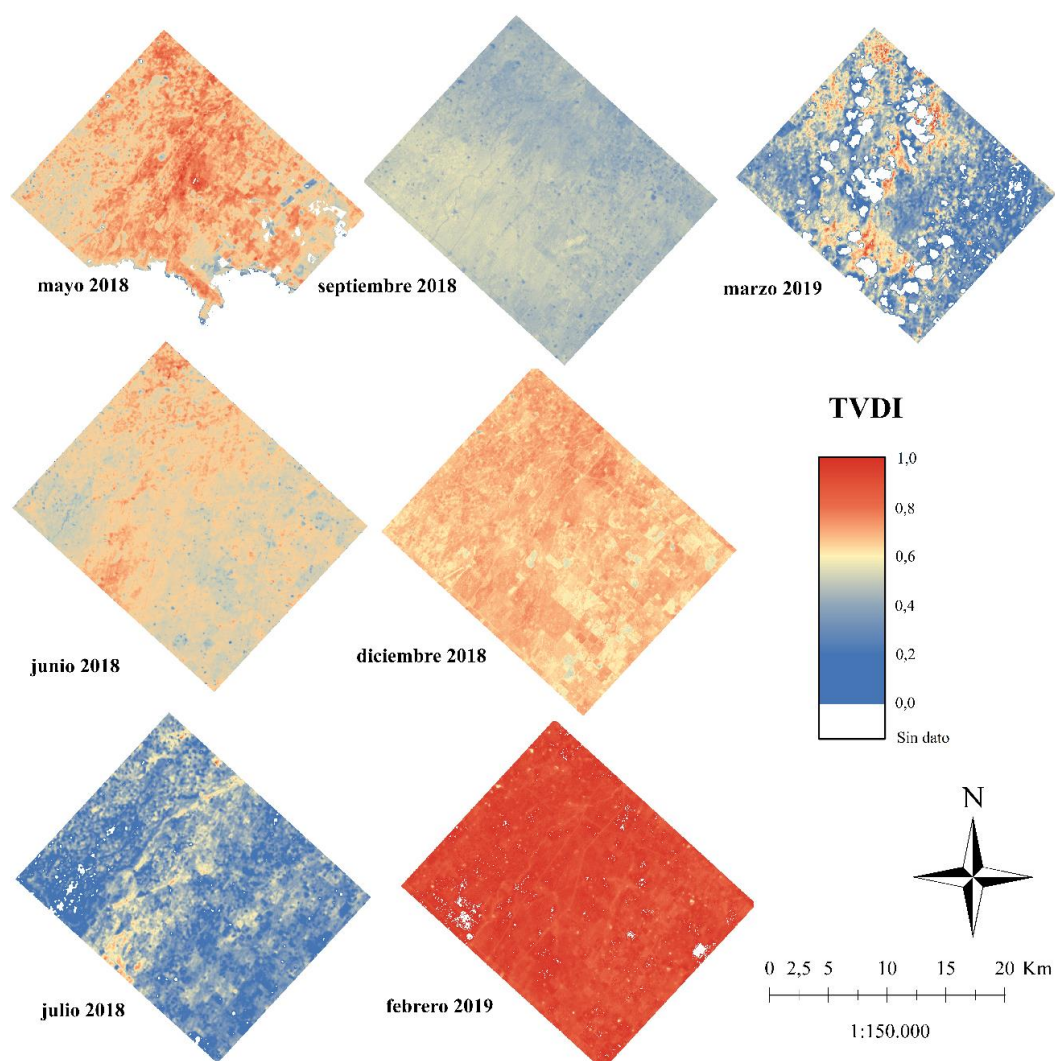 mayo 2018
septiembre 2018
marzo 2019
TVDI
1,0
0,8
0,6
0,4
0,2
0,0
Sin dato
junio 2018
diciembre 2018
julio 2018
febrero 2019
N
0 2,5 5 10 15 20 Km
1:150.000